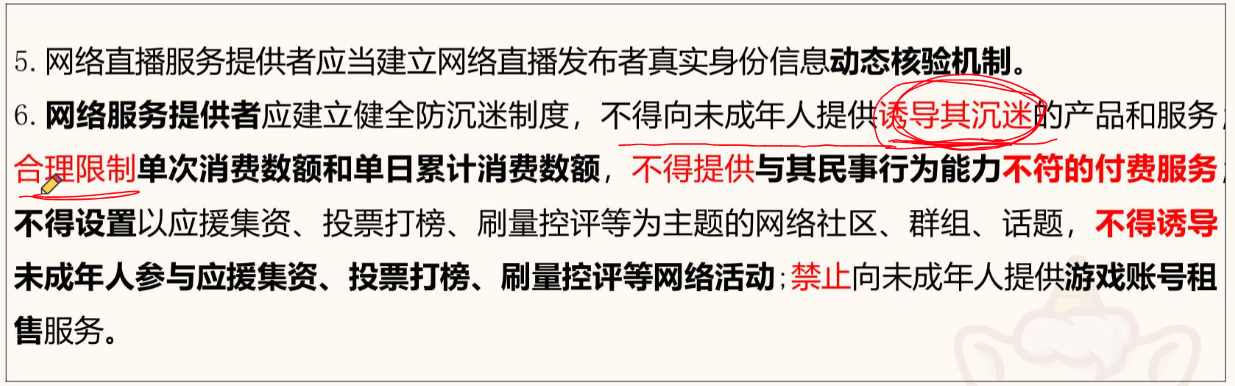 5. 网络直播服务提供者应当建立网络直播发布者真实身份信息动态核验机制。
6. 网络服务提供者应建立健全防沉迷制度，不得向未成年人提供诱导其沉迷的产品和服务;
合理限制单次消费数额和单日累计消费数额，不得提供与其民事行为能力不符的付费服务;
不得设置以应援集资、投票打榜、刷量控评等为主题的网络社区、群组、话题，不得诱导
未成年人参与应援集资、投票打榜、刷量控评等网络活动;禁止向未成年人提供游戏账号租
售服务。